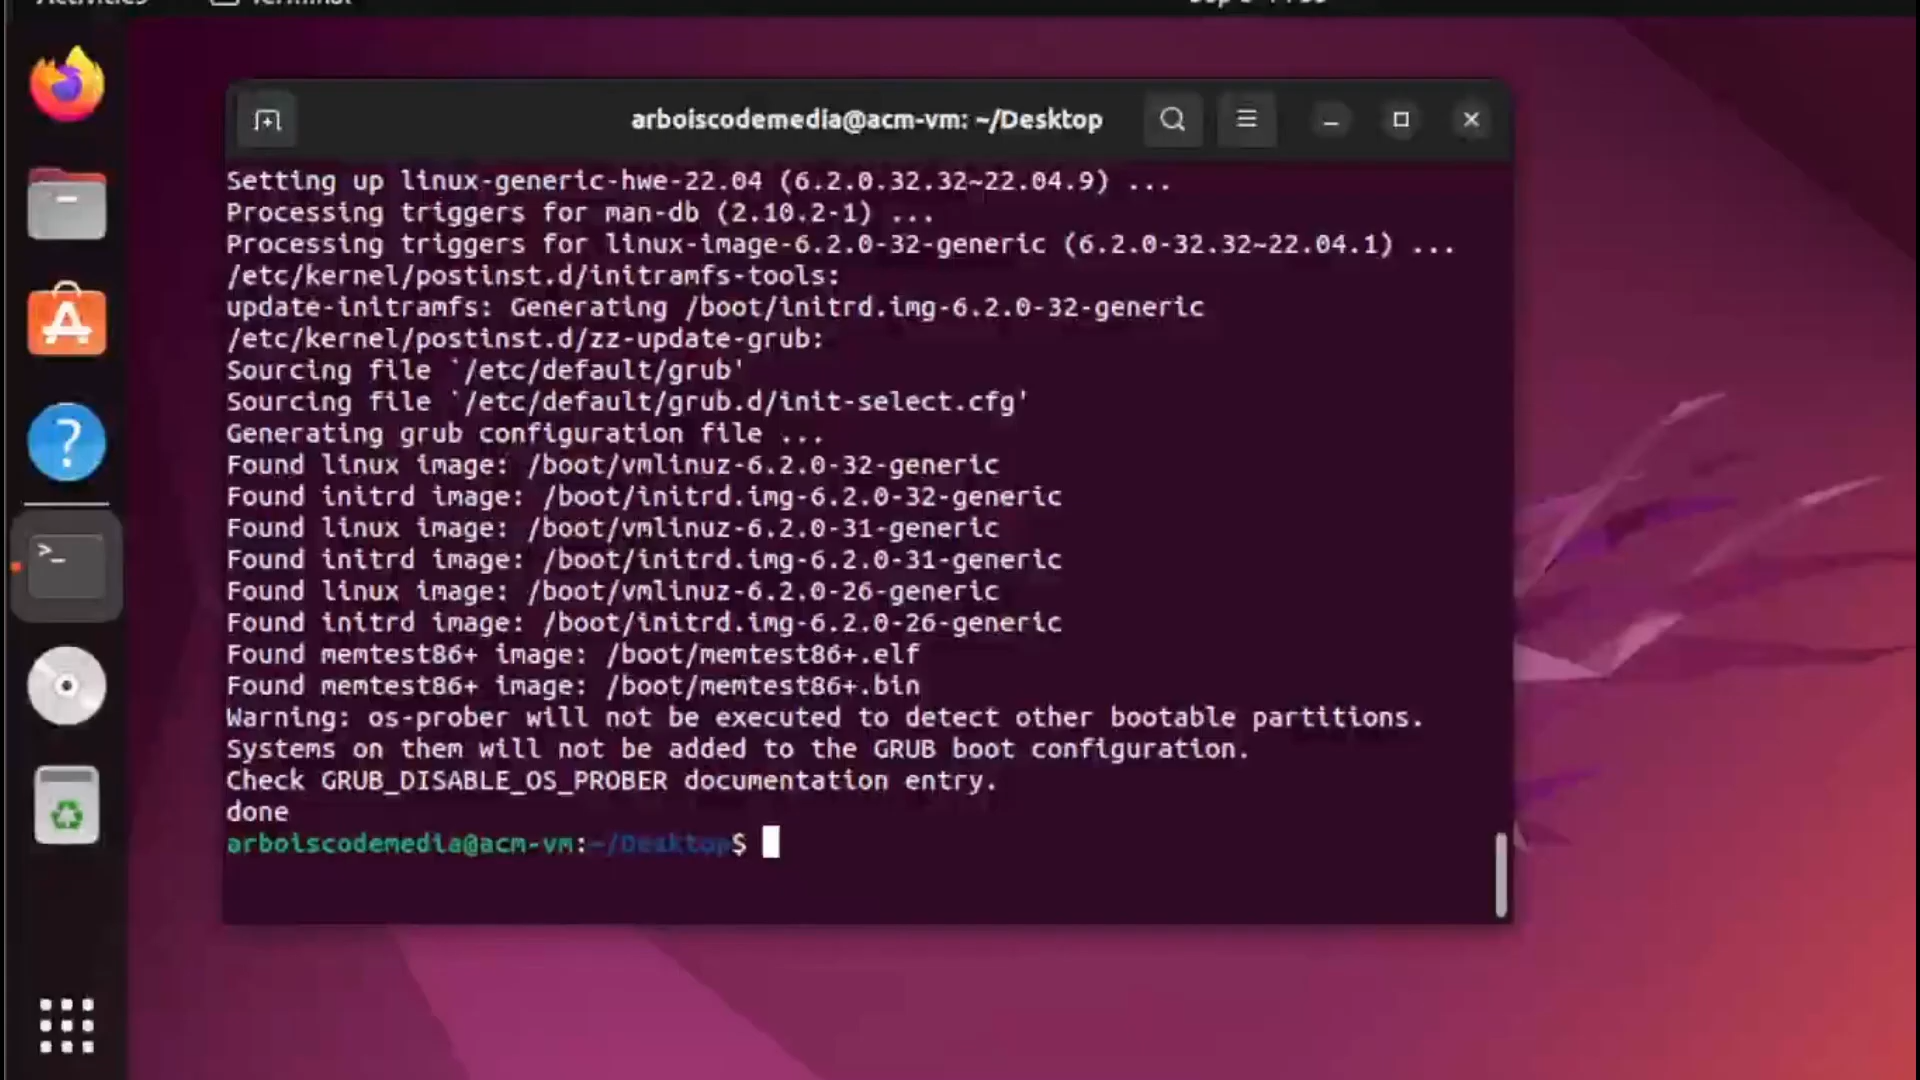 Activities
Terminal
arboiscodemedia@acm-vm: ~/Desktop
Setting up linux-generic-hwe-22.04 (6.2.0.32.32~22.04.9) ...
Processing triggers for man-db (2.10.2-1) ...
Processing triggers for linux-image-6.2.0-32-generic (6.2.0-32.32~22.04.1) ...
/etc/kernel/postinst.d/initramfs-tools:
update-initramfs: Generating /boot/initrd.img-6.2.0-32-generic
/etc/kernel/postinst.d/zz-update-grub:
Sourcing file `/etc/default/grub'
Sourcing file `/etc/default/grub.d/init-select.cfg'
Generating grub configuration file ...
Found linux image: /boot/vmlinuz-6.2.0-32-generic
Found initrd image: /boot/initrd.img-6.2.0-32-generic
Found linux image: /boot/vmlinuz-6.2.0-31-generic
Found initrd image: /boot/initrd.img-6.2.0-31-generic
Found linux image: /boot/vmlinuz-6.2.0-26-generic
Found initrd image: /boot/initrd.img-6.2.0-26-generic
Found memtest86+ image: /boot/memtest86+.elf
Found memtest86+ image: /boot/memtest86+.bin
Warning: os-prober will not be executed to detect other bootable partitions.
Systems on them will not be added to the GRUB boot configuration.
Check GRUB_DISABLE_OS_PROBER documentation entry.
done
arboiscodemedia@acm-vm:~/Desktop$